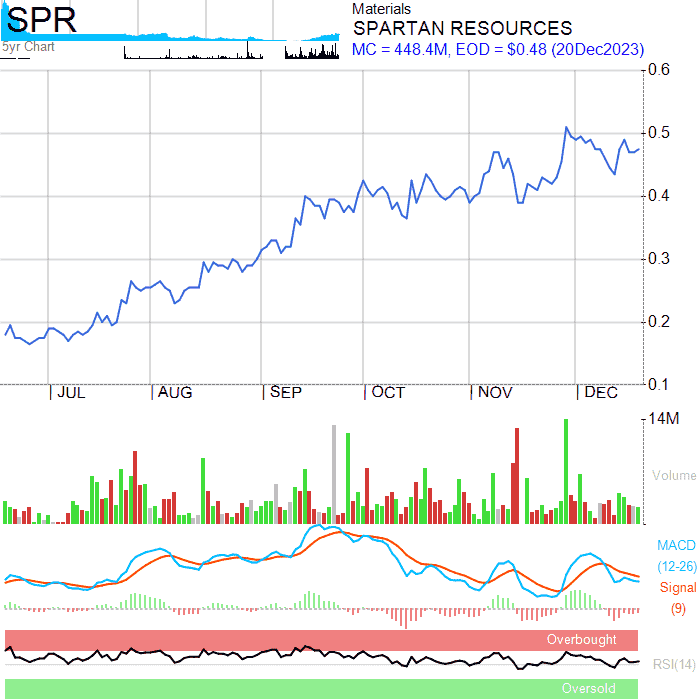 SPR
5yr Chart
Materials
SPARTAN RESOURCES
MC = 448.4M, EOD = $0.48 (20Dec2023)
0.6
0.5
0.4
0.3
0.2
0.1
JUL AUG SEP OCT NOV DEC
14M
Volume
MACD
(12-26)
Signal
(9)
Overbought
RSI(14)
Oversold